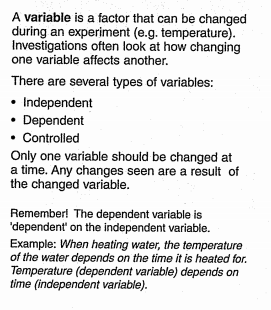 A variable is a factor that can be changed
during an experiment (e.g. temperature).
Investigations often look at how changing
one variable affects another.
There are several types of variables:
• Independent
• Dependent
• Controlled
Only one variable should be changed at
a time. Any changes seen are a result of
the changed variable.
Remember! The dependent variable is
'dependent' on the independent variable.
Example: When heating water, the temperature
of the water depends on the time it is heated for.
Temperature (dependent variable) depends on
time (independent variable).